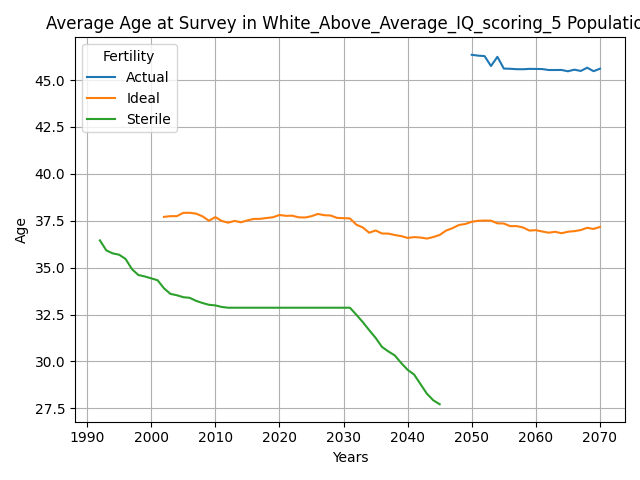 Average Age at Survey in White_Above_Average_IQ_scoring_5 Populatio
Fertility
Actual
Ideal
Sterile
45.0
42.5
40.0
37.5
35.0
32.5
30.0
27.5
Age
1990 2000 2010 2020 2030 2040 2050 2060 2070
Years